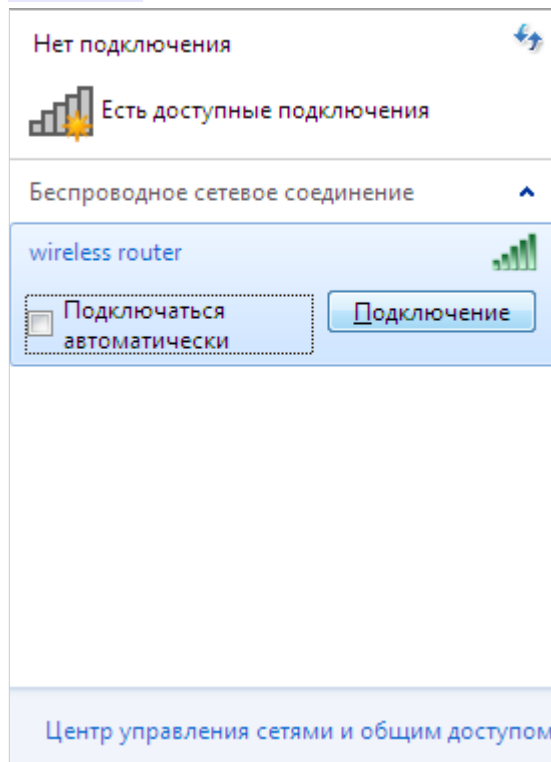 Нет подключения
Есть доступные подключения
Беспроводное сетевое соединение
wireless router
Подключаться
автоматически
Подключение
Центр управления сетями и общим доступом